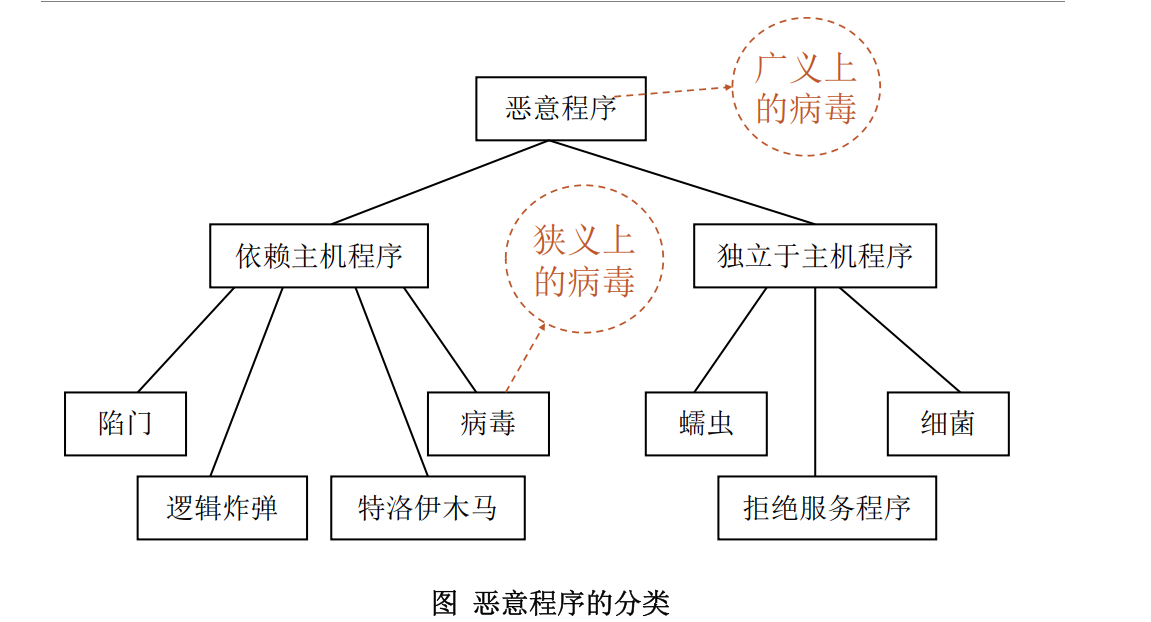 广义上
的病毒
恶意程序
狭义上
的病毒
依赖主机程序
独立于主机程序
陷门
病毒
蠕虫
细菌
逻辑炸弹
特洛伊木马
拒绝服务程序
图 恶意程序的分类